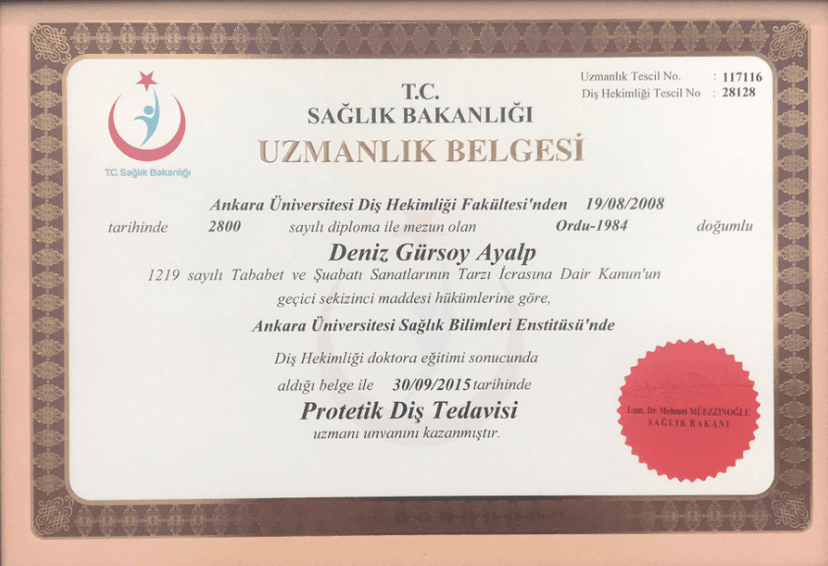 Uzmanlık Tescil No. : 117116
Diş Hekimliği Tescil No : 28128
T.C. Sağlık Bakanlığı
T.C.
SAĞLIK BAKANLIĞI
UZMANLIK BELGESİ
Ankara Üniversitesi Diş Hekimliği Fakültesi'nden 19/08/2008
tarihinde 2800 sayılı diploma ile mezun olan Ordu-1984 doğumlu
Deniz Gürsoy Ayalp
1219 sayılı Tababet ve Şuabatı Sanatlarının Tarzı İcrasına Dair Kanun'un
geçici sekizinci maddesi hükümlerine göre,
Ankara Üniversitesi Sağlık Bilimleri Enstitüsü'nde
Diş Hekimliği doktora eğitimi sonucunda
aldığı belge ile 30/09/2015 tarihinde
Protetik Diş Tedavisi
uzmanı unvanını kazanmıştır.
Uzm. Dr. Mehmet MÜEZZİNOĞLU
SAĞLIK BAKANI